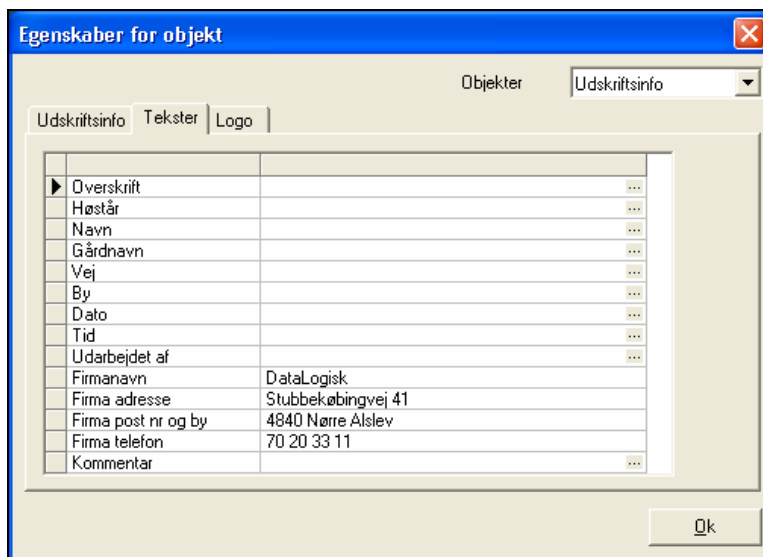 Egenskaber for objekt
Objekter Udskriftsinfo
Udskriftsinfo Tekster Logo
Overskrift ...
Høstår ...
Navn ...
Gårdnavn ...
Vej ...
By ...
Dato ...
Tid ...
Udarbejdet af ...
Firmanavn DataLogisk
Firma adresse Stubbekøbingvej 41
Firma post nr og by 4840 Nørre Alslev
Firma telefon 70 20 33 11
Kommentar ...
Ok